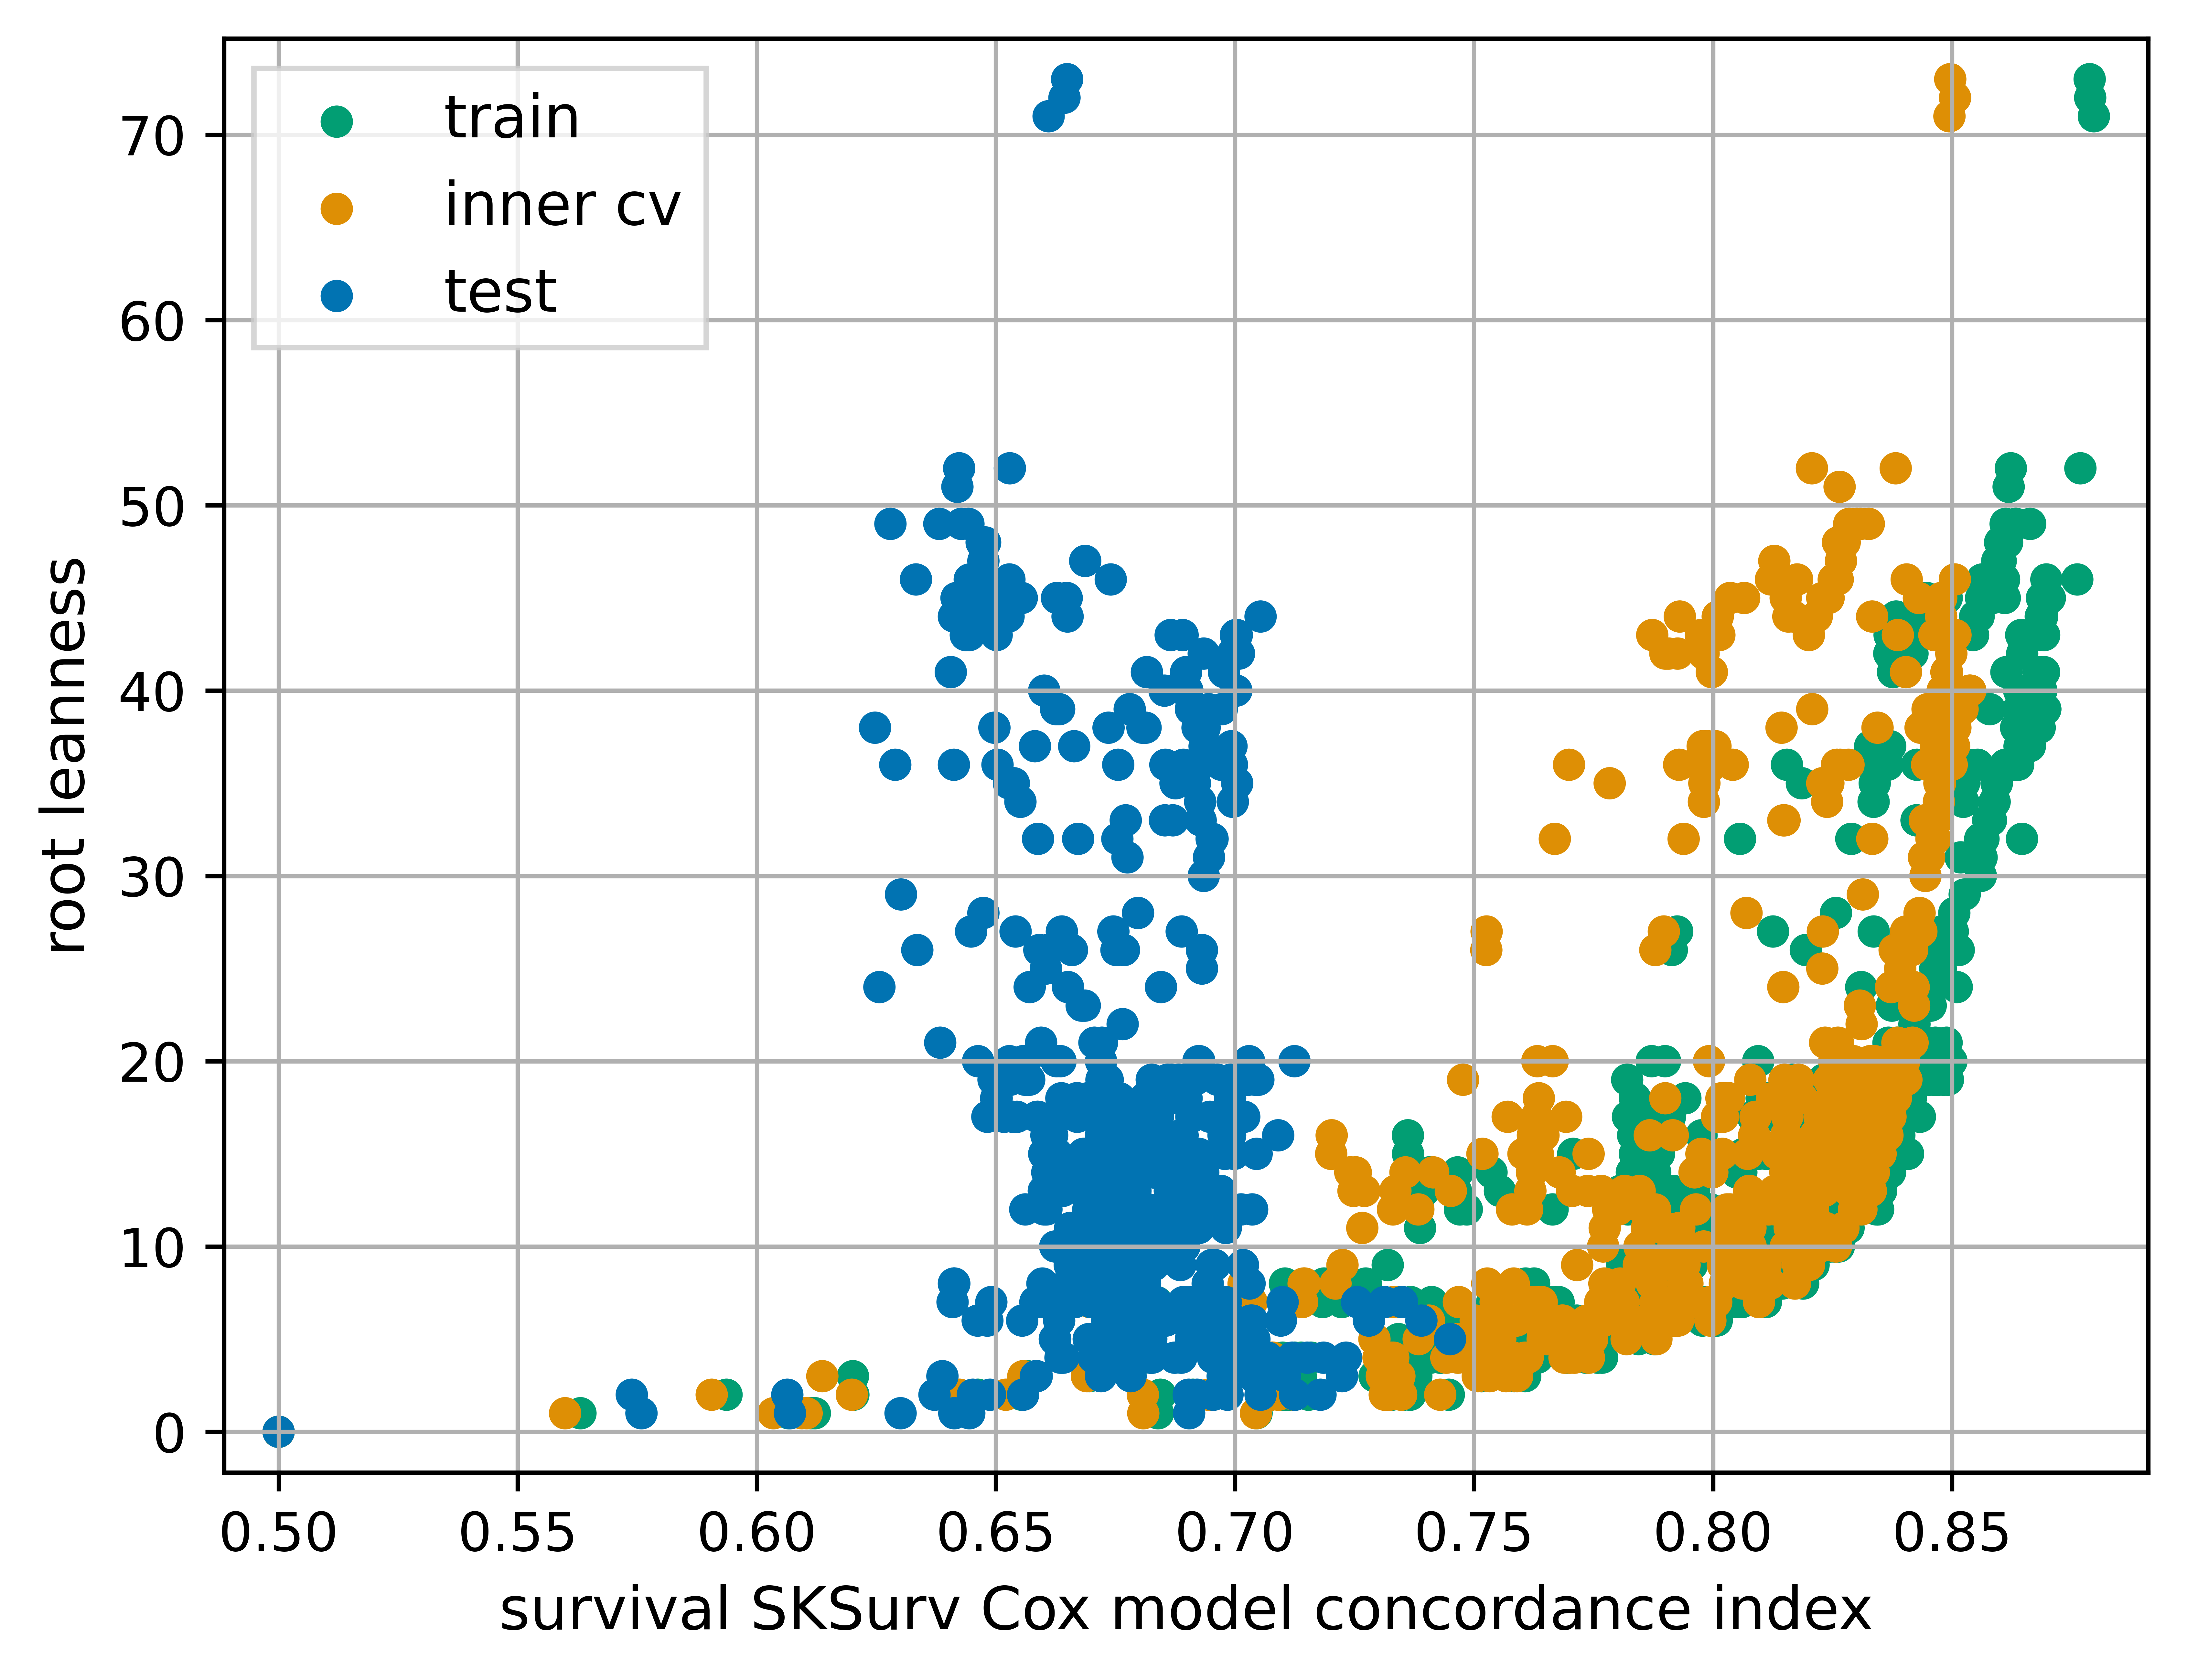 train
inner cv
test
70
60
50
40
30
20
10
0
root leanness
0.50 0.55 0.60 0.65 0.70 0.75 0.80 0.85
survival SKSurv Cox model concordance index